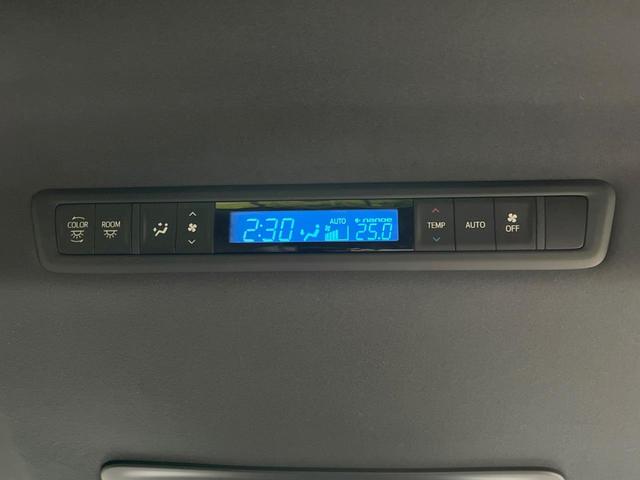 COLOR
ROOM
2:30
AUTO
nanoe
25.0
TEMP
AUTO
OFF